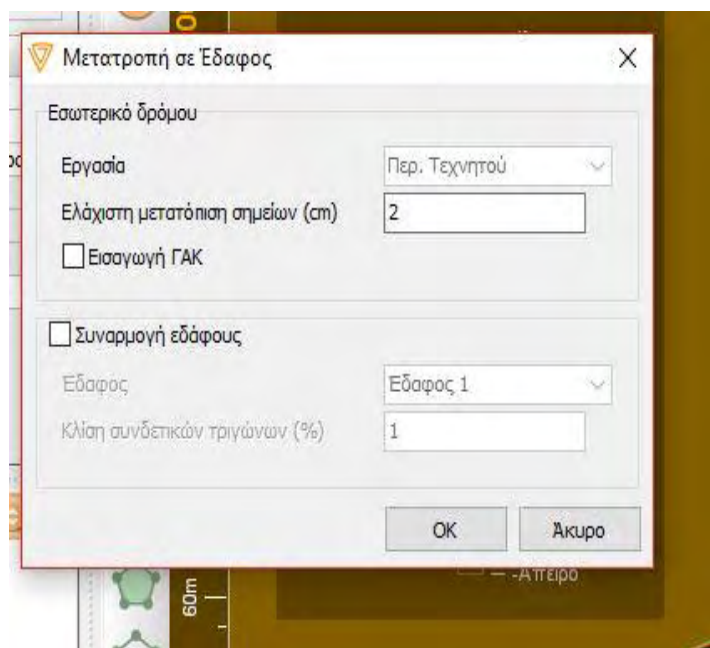 Μετατροπή σε Έδαφος
Εσωτερικό δρόμου
Εργασία
Περ. Τεχνητού
Ελάχιστη μετατόπιση σημείων (cm)
2
Εισαγωγή ΓΑΚ
Συναρμογή εδάφους
Έδαφος
Έδαφος 1
Κλίση συνδετικών τριγώνων (%)
1
OK
Άκυρο
-Άπειρο
60m